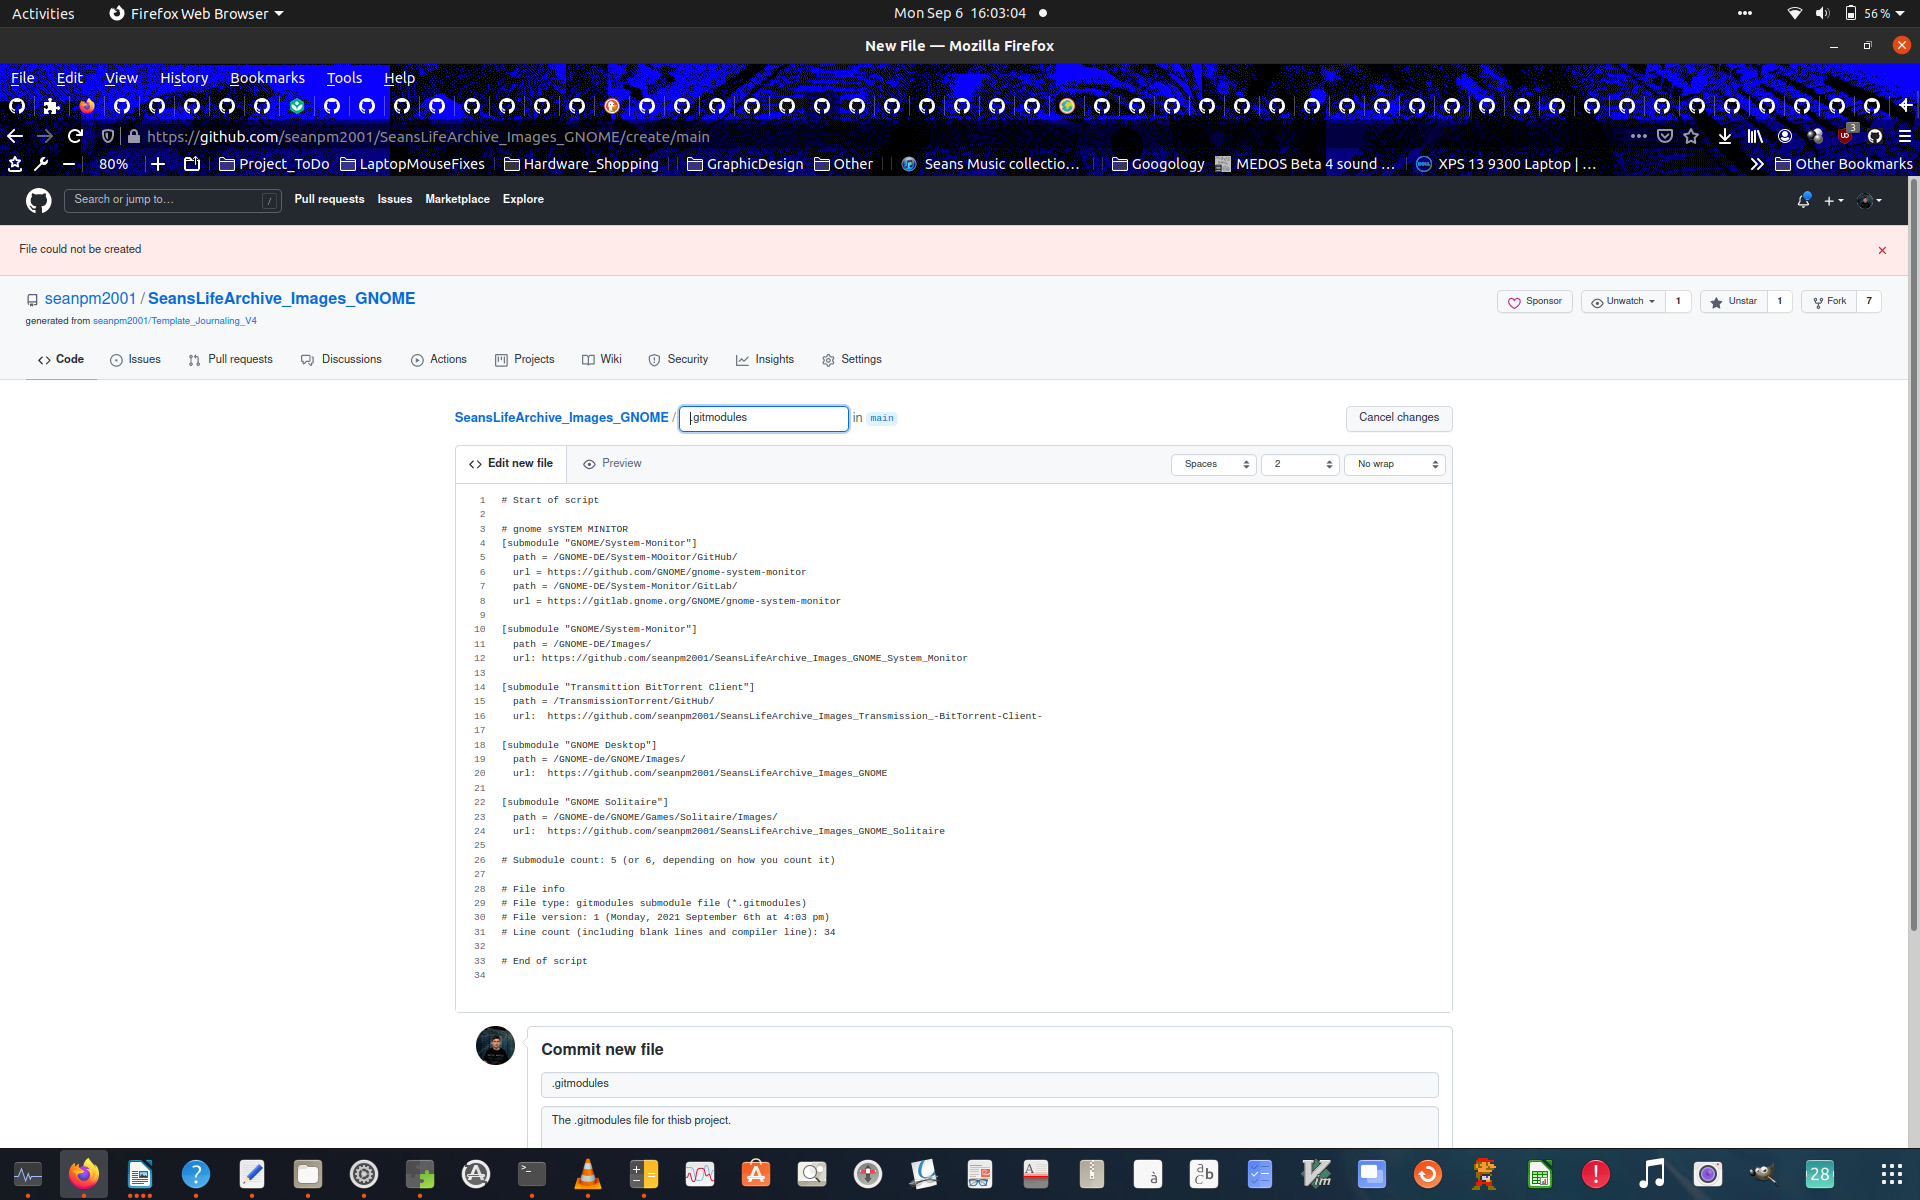 Activities Firefox Web Browser Mon Sep 6 16:03:04 56 %
New File — Mozilla Firefox
File Edit View History Bookmarks Tools Help
https://github.com/seanpm2001/SeansLifeArchive_Images_GNOME/create/main 3
80% Project_ToDo LaptopMouseFixes Hardware_Shopping GraphicDesign Other Seans Music collectio… Googology MEDOS Beta 4 sound … XPS 13 9300 Laptop | … Other Bookmarks
Search or jump to… / Pull requests Issues Marketplace Explore
File could not be created
seanpm2001 / SeansLifeArchive_Images_GNOME Sponsor Unwatch 1 Unstar 1 Fork 7
generated from seanpm2001/Template_Journaling_V4
Code Issues Pull requests Discussions Actions Projects Wiki Security Insights Settings
SeansLifeArchive_Images_GNOME / .gitmodules in main Cancel changes
Edit new file Preview Spaces 2 No wrap
1 # Start of script
2
3 # gnome sYSTEM MINITOR
4 [submodule "GNOME/System-Monitor"]
5 path = /GNOME-DE/System-MOoitor/GitHub/
6 url = https://github.com/GNOME/gnome-system-monitor
7 path = /GNOME-DE/System-Monitor/GitLab/
8 url = https://gitlab.gnome.org/GNOME/gnome-system-monitor
9
10 [submodule "GNOME/System-Monitor"]
11 path = /GNOME-DE/Images/
12 url: https://github.com/seanpm2001/SeansLifeArchive_Images_GNOME_System_Monitor
13
14 [submodule "Transmittion BitTorrent Client"]
15 path = /TransmissionTorrent/GitHub/
16 url: https://github.com/seanpm2001/SeansLifeArchive_Images_Transmission_-BitTorrent-Client-
17
18 [submodule "GNOME Desktop"]
19 path = /GNOME-de/GNOME/Images/
20 url: https://github.com/seanpm2001/SeansLifeArchive_Images_GNOME
21
22 [submodule "GNOME Solitaire"]
23 path = /GNOME-de/GNOME/Games/Solitaire/Images/
24 url: https://github.com/seanpm2001/SeansLifeArchive_Images_GNOME_Solitaire
25
26 # Submodule count: 5 (or 6, depending on how you count it)
27
28 # File info
29 # File type: gitmodules submodule file (*.gitmodules)
30 # File version: 1 (Monday, 2021 September 6th at 4:03 pm)
31 # Line count (including blank lines and compiler line): 34
32
33 # End of script
34
Commit new file
.gitmodules
The .gitmodules file for thisb project.
28